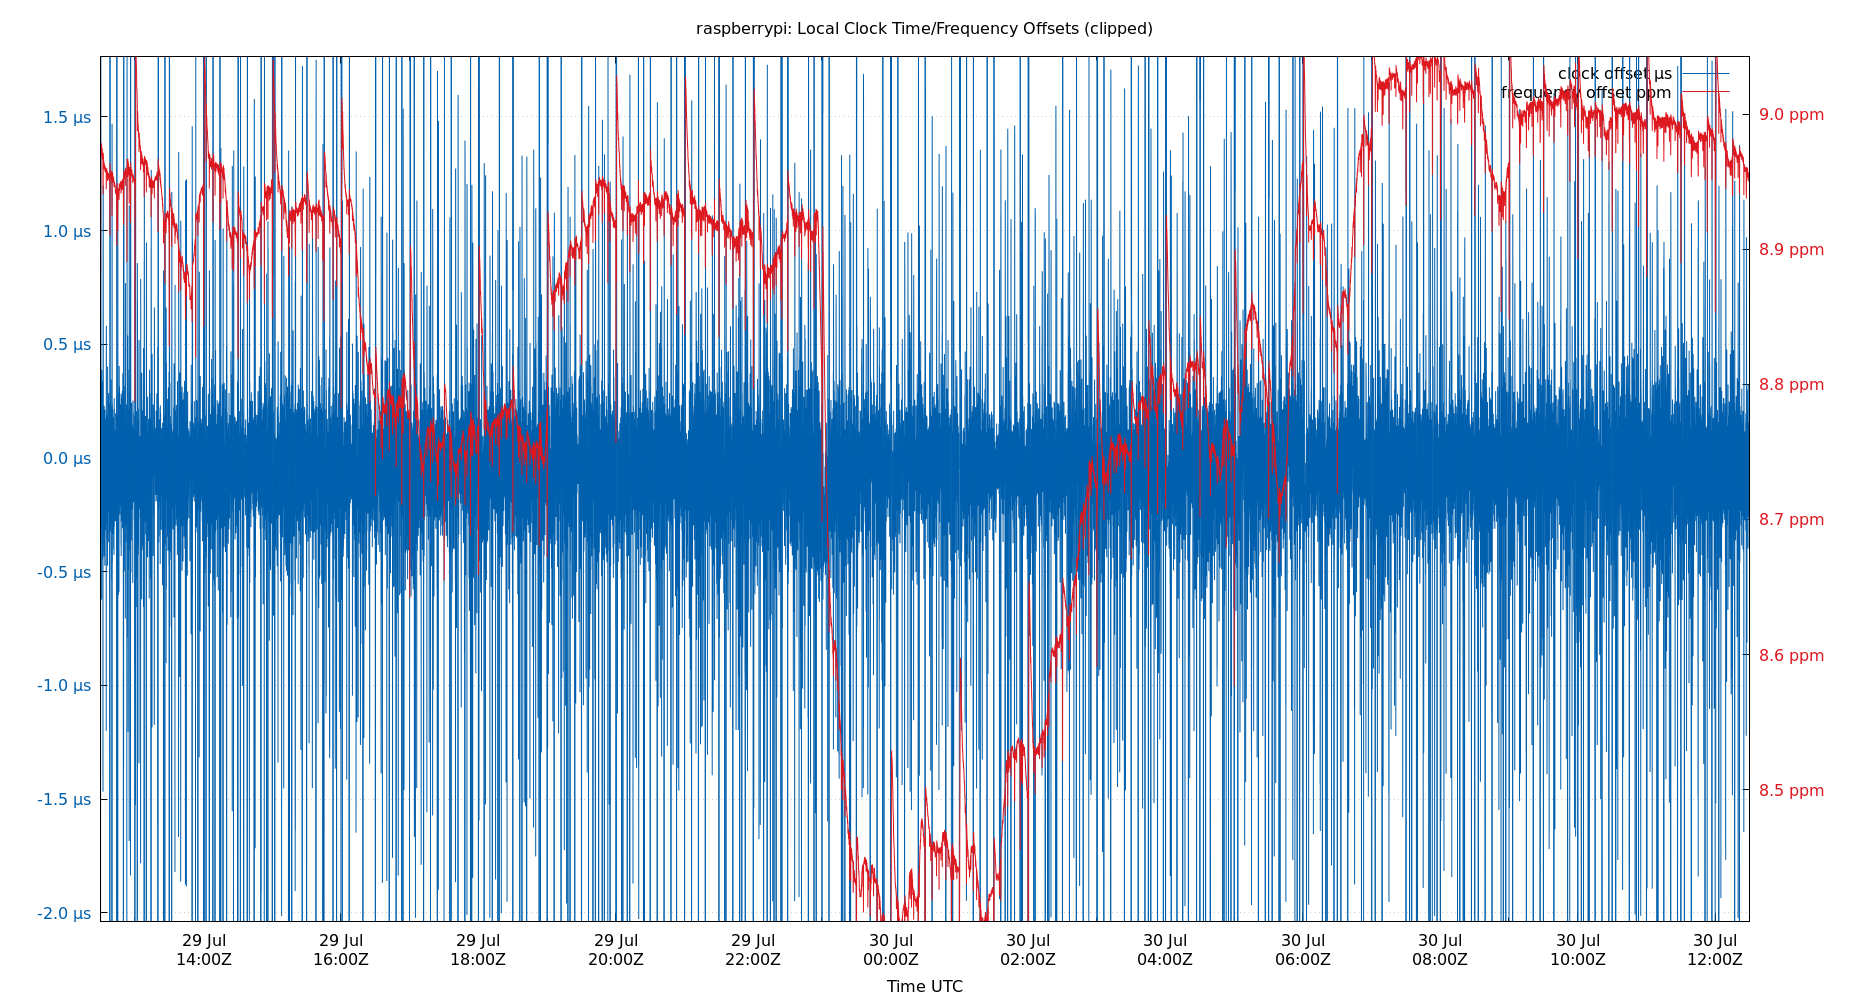 raspberrypi: Local Clock Time/Frequency Offsets (clipped)
clock offset µs
frequency offset ppm
1.5 µs
1.0 µs
0.5 µs
0.0 µs
-0.5 µs
-1.0 µs
-1.5 µs
-2.0 µs
9.0 ppm
8.9 ppm
8.8 ppm
8.7 ppm
8.6 ppm
8.5 ppm
29 Jul 29 Jul 29 Jul 29 Jul 29 Jul 30 Jul 30 Jul 30 Jul 30 Jul 30 Jul 30 Jul 30 Jul
14:00Z 16:00Z 18:00Z 20:00Z 22:00Z 00:00Z 02:00Z 04:00Z 06:00Z 08:00Z 10:00Z 12:00Z
Time UTC